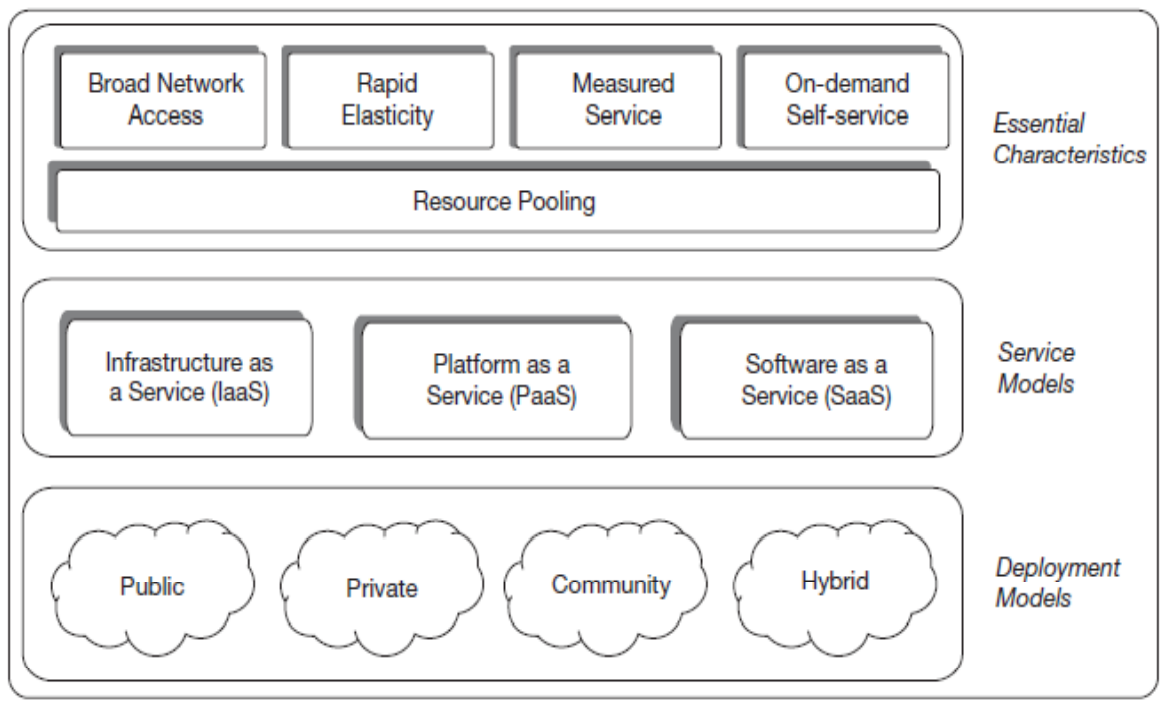 Broad Network
Access
Rapid
Elasticity
Measured
Service
On-demand
Self-service
Resource Pooling
Essential
Characteristics
Infrastructure as
a Service (IaaS)
Platform as a
Service (PaaS)
Software as a
Service (SaaS)
Service
Models
Public
Private
Community
Hybrid
Deployment
Models